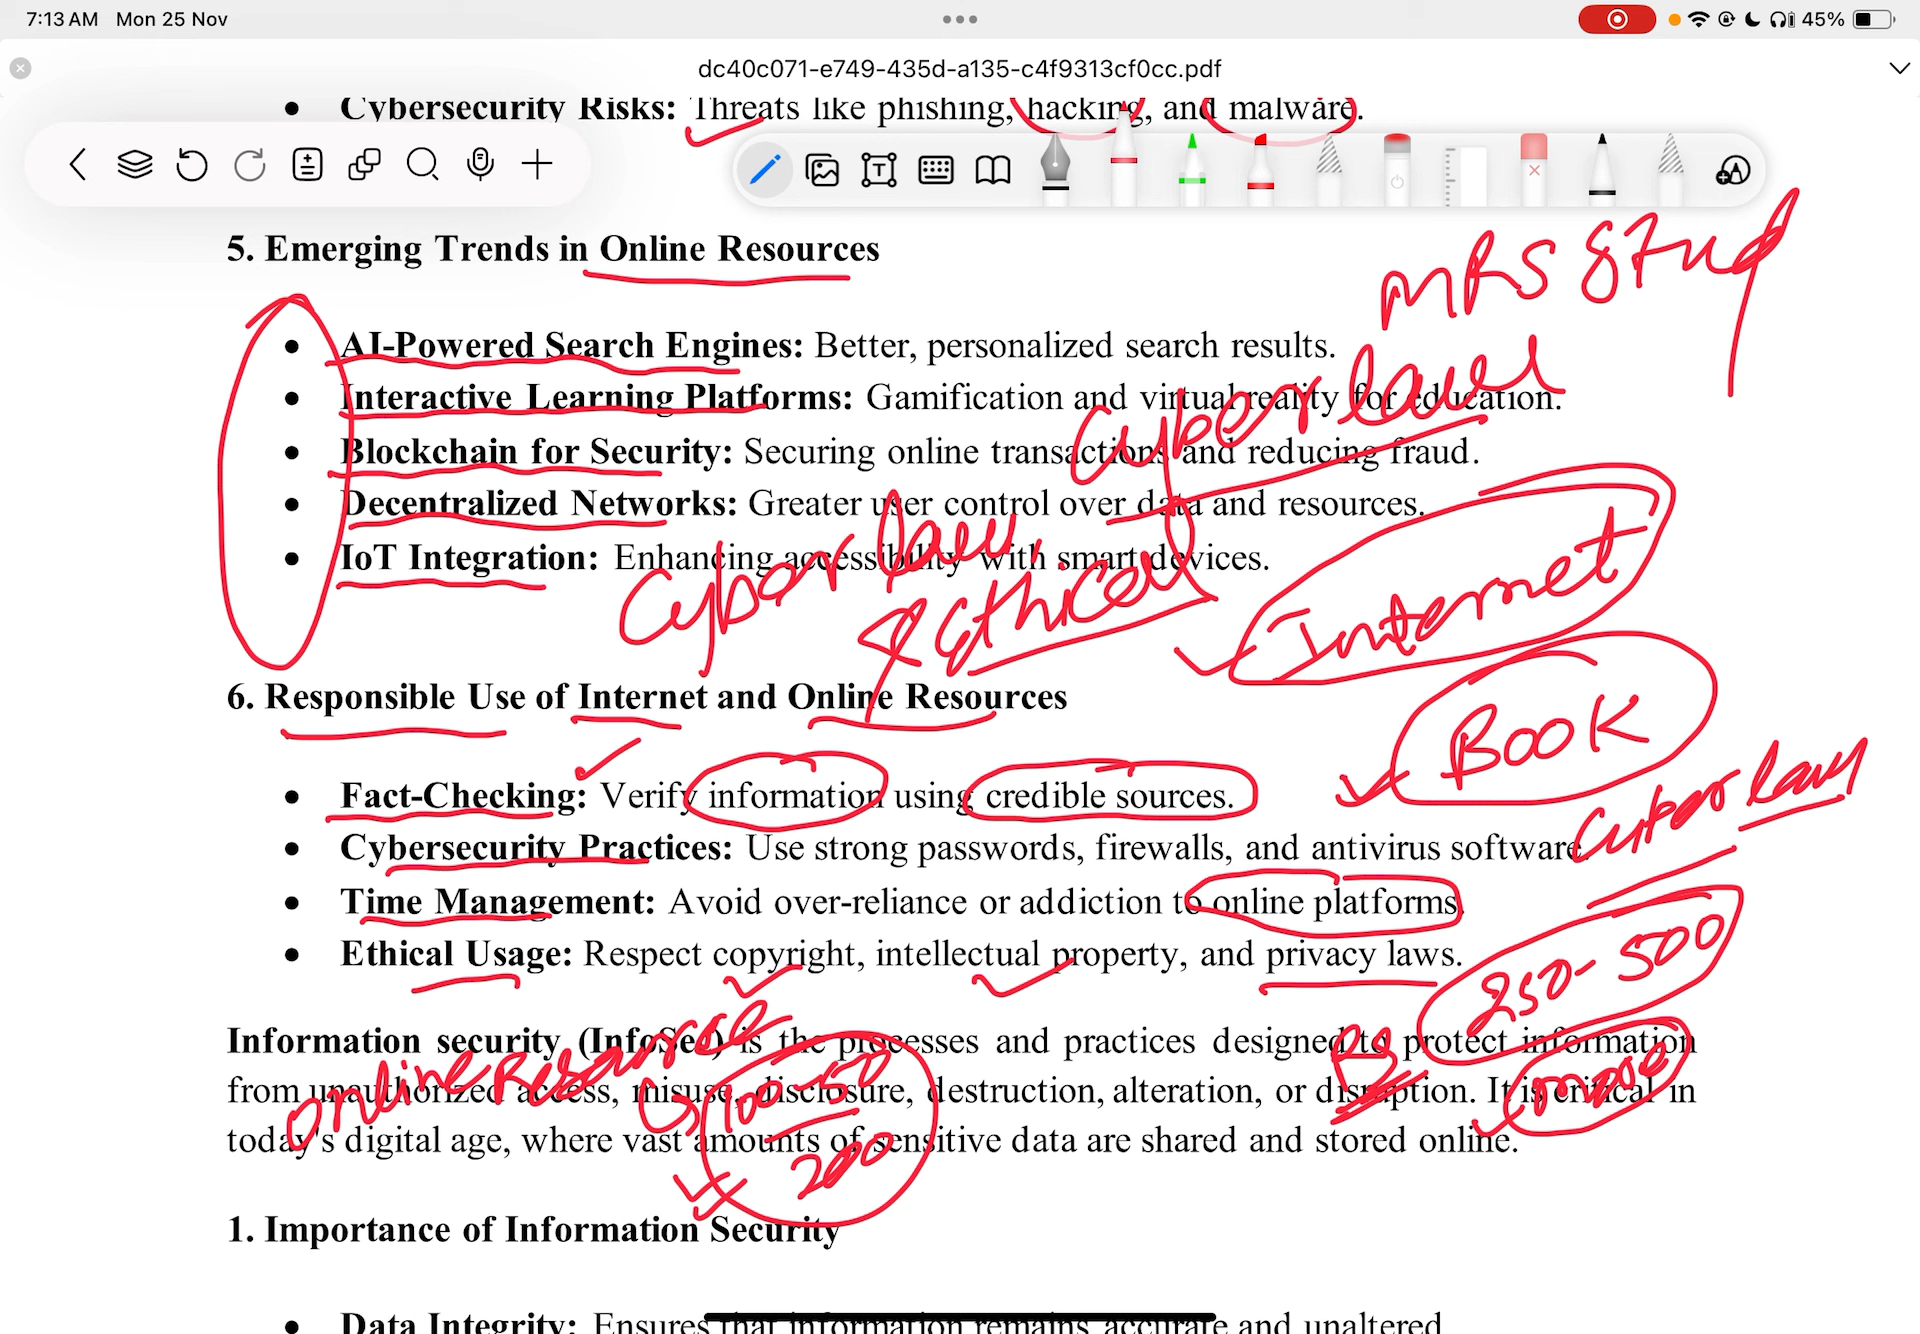 7:13 AM Mon 25 Nov
45%
dc40c071-e749-435d-a135-c4f9313cf0cc.pdf
• Cybersecurity Risks: Threats like phishing, hacking, and malware.
5. Emerging Trends in Online Resources
MRS Study
• AI-Powered Search Engines: Better, personalized search results.
• Interactive Learning Platforms: Gamification and virtual reality for education.
Cyber law
• Blockchain for Security: Securing online transactions and reducing fraud.
• Decentralized Networks: Greater user control over data and resources.
• IoT Integration: Enhancing accessibility with smart devices.
Cyber law
& Ethical
Internet
6. Responsible Use of Internet and Online Resources
Book
• Fact-Checking: Verify information using credible sources.
Cyber law
• Cybersecurity Practices: Use strong passwords, firewalls, and antivirus software.
• Time Management: Avoid over-reliance or addiction to online platforms.
• Ethical Usage: Respect copyright, intellectual property, and privacy laws.
250-500
Rs
more
Information security (InfoSec) is the processes and practices designed to protect information
from unauthorized access, misuse, disclosure, destruction, alteration, or disruption. It is critical in
today's digital age, where vast amounts of sensitive data are shared and stored online.
online Resource
100-50
200
1. Importance of Information Security
• Data Integrity: Ensures that information remains accurate and unaltered